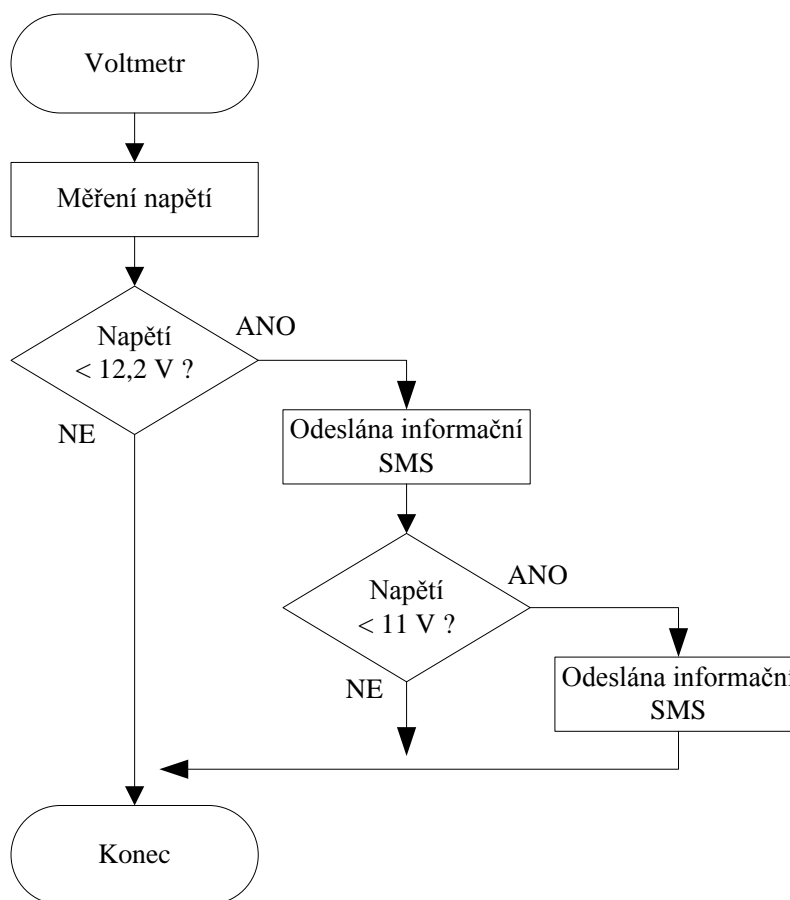 Voltmetr
Měření napětí
Napětí
< 12,2 V ?
ANO
NE
Odeslána informační
SMS
Napětí
< 11 V ?
ANO
NE
Odeslána informační
SMS
Konec